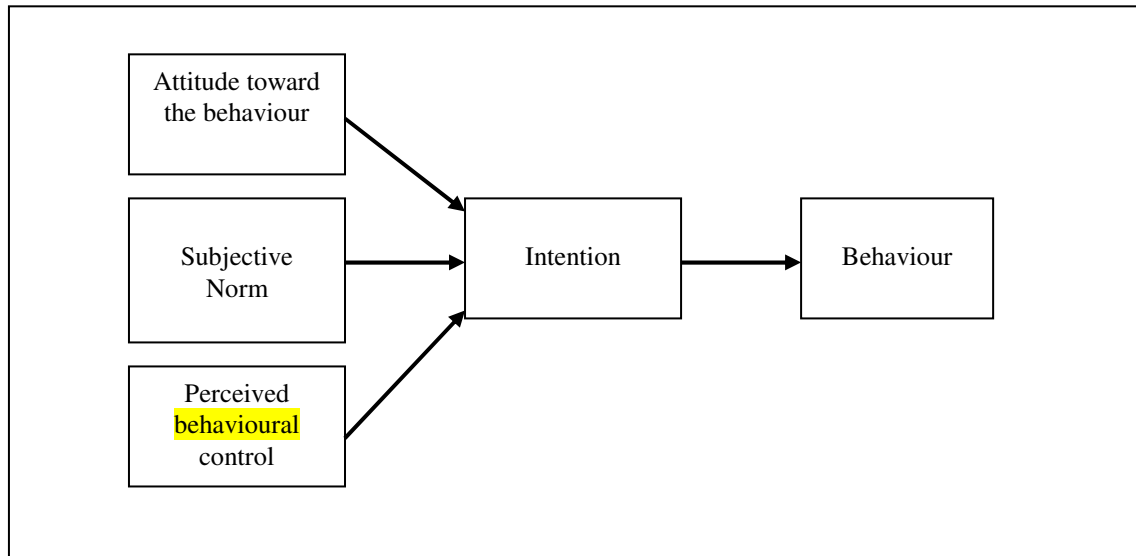 Attitude toward
the behaviour
Subjective
Norm
Perceived
behavioural
control
Intention
Behaviour